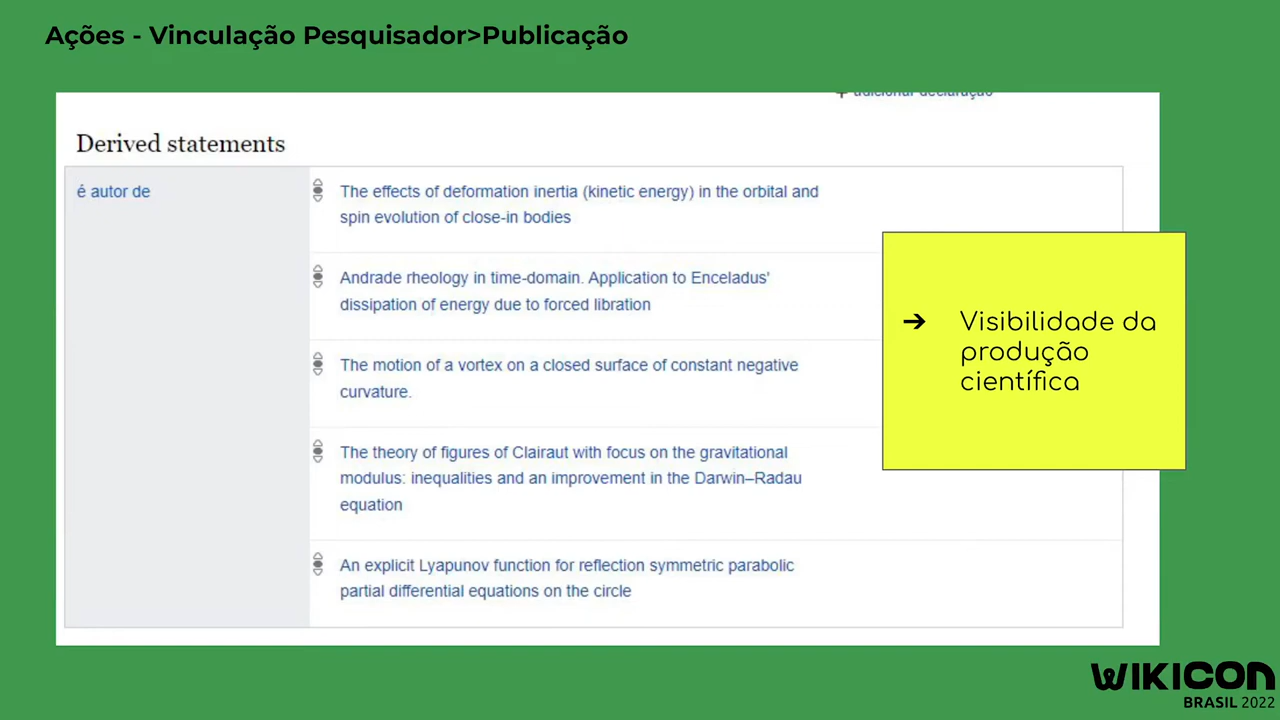 Ações - Vinculação Pesquisador>Publicação
+ adicionar declaração
Derived statements
é autor de
The effects of deformation inertia (kinetic energy) in the orbital and
spin evolution of close-in bodies
Andrade rheology in time-domain. Application to Enceladus'
dissipation of energy due to forced libration
The motion of a vortex on a closed surface of constant negative
curvature.
The theory of figures of Clairaut with focus on the gravitational
modulus: inequalities and an improvement in the Darwin–Radau
equation
An explicit Lyapunov function for reflection symmetric parabolic
partial differential equations on the circle
➔ Visibilidade da
produção
científica
WIKICON
BRASIL 2022